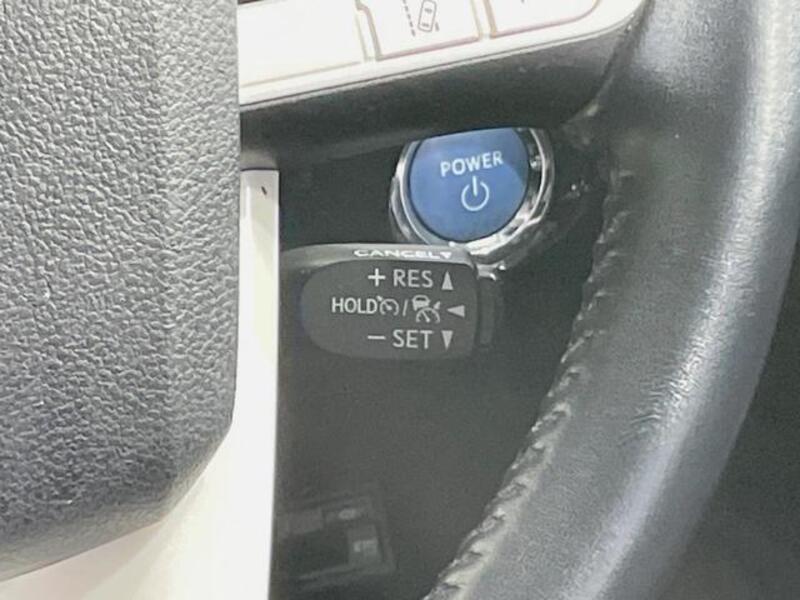 POWER
CANCEL
+ RES
HOLD /
- SET